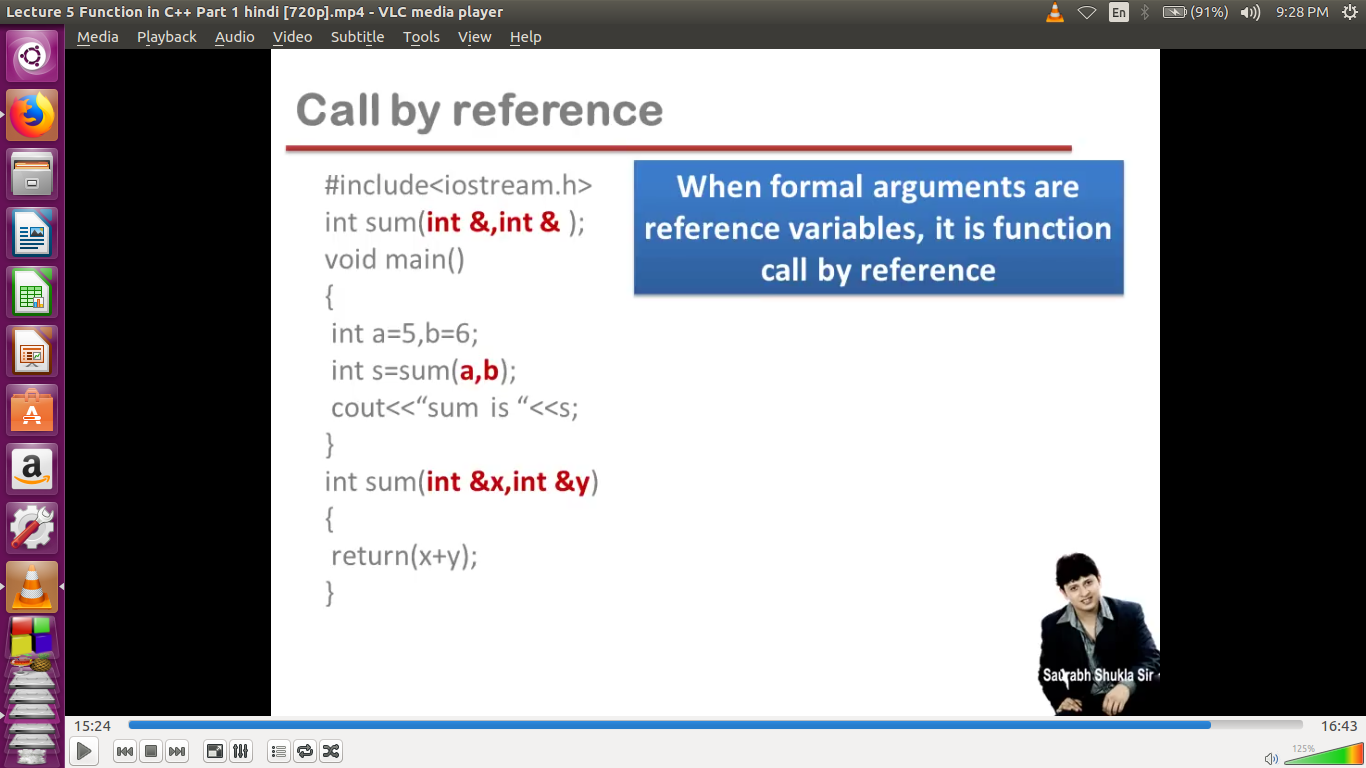 Lecture 5 Function in C++ Part 1 hindi [720p].mp4 - VLC media player
En
(91%)
9:28 PM
Media Playback Audio Video Subtitle Tools View Help
Call by reference
#include<iostream.h>
int sum(int &,int & );
void main()
{
int a=5,b=6;
int s=sum(a,b);
cout<<“sum is “<<s;
}
int sum(int &x,int &y)
{
return(x+y);
}
When formal arguments are
reference variables, it is function
call by reference
Saurabh Shukla Sir
15:24
16:43
125%